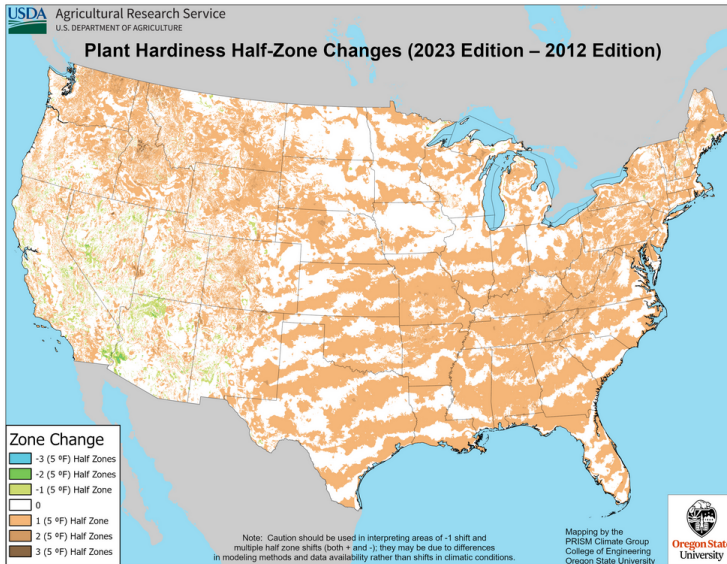 USDA
Agricultural Research Service
U.S. DEPARTMENT OF AGRICULTURE
Plant Hardiness Half-Zone Changes (2023 Edition – 2012 Edition)
Zone Change
-3 (5 ºF) Half Zones
-2 (5 ºF) Half Zones
-1 (5 ºF) Half Zone
0
1 (5 ºF) Half Zone
2 (5 ºF) Half Zones
3 (5 ºF) Half Zones
Note: Caution should be used in interpreting areas of -1 shift and
multiple half zone shifts (both + and -); they may be due to differences
in modeling methods and data availability rather than shifts in climatic conditions.
Mapping by the
PRISM Climate Group
College of Engineering
Oregon State University
Oregon State
University